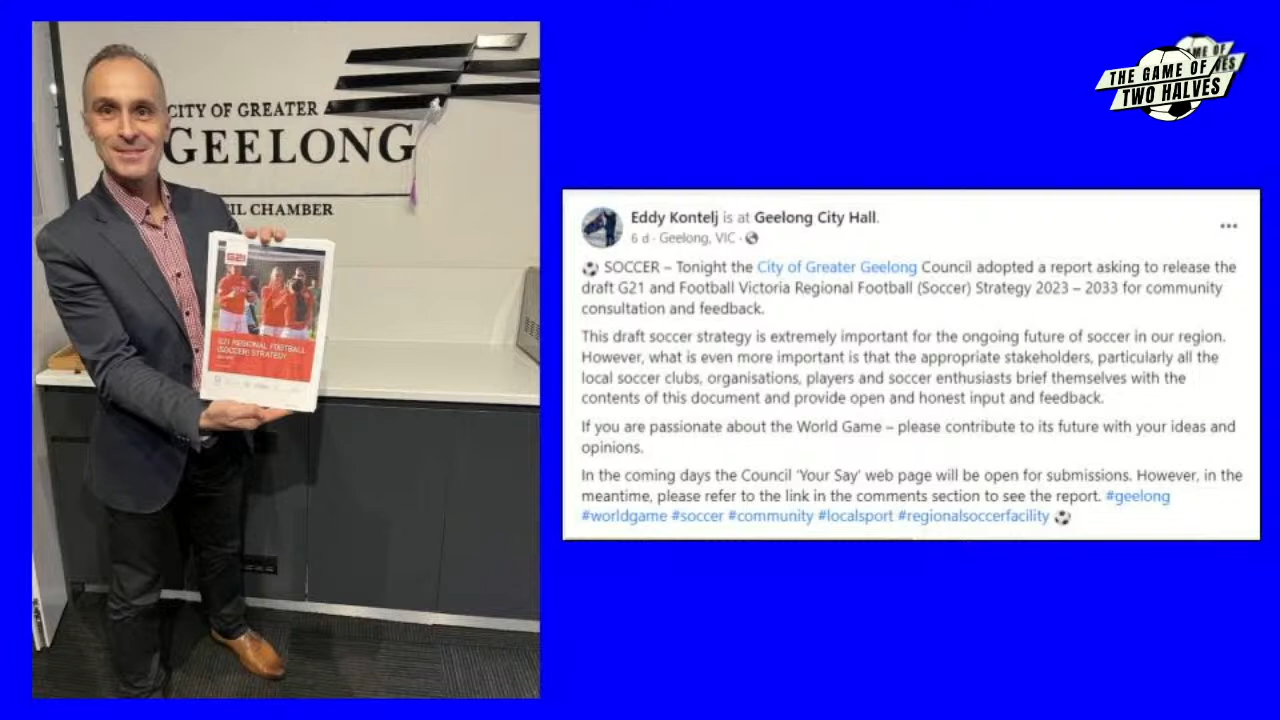 CITY OF GREATER
GEELONG
CIL CHAMBER
G21
G21 REGIONAL FOOTBALL
(SOCCER) STRATEGY
THE GAME OF
TWO HALVES
ME OF
ES
Eddy Kontelj is at Geelong City Hall.
6 d · Geelong, VIC ·
⚽ SOCCER – Tonight the City of Greater Geelong Council adopted a report asking to release the
draft G21 and Football Victoria Regional Football (Soccer) Strategy 2023 – 2033 for community
consultation and feedback.
This draft soccer strategy is extremely important for the ongoing future of soccer in our region.
However, what is even more important is that the appropriate stakeholders, particularly all the
local soccer clubs, organisations, players and soccer enthusiasts brief themselves with the
contents of this document and provide open and honest input and feedback.
If you are passionate about the World Game – please contribute to its future with your ideas and
opinions.
In the coming days the Council 'Your Say' web page will be open for submissions. However, in the
meantime, please refer to the link in the comments section to see the report. #geelong
#worldgame #soccer #community #localsport #regionalsoccerfacility ⚽